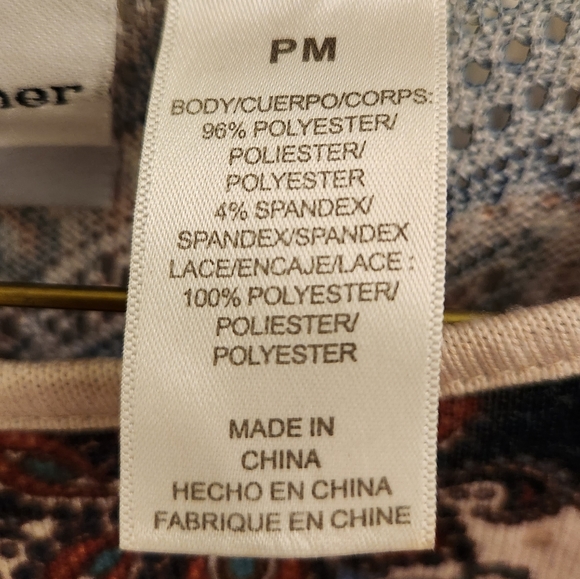 ner
PM
BODY/CUERPO/CORPS:
96% POLYESTER/
POLIESTER/
POLYESTER
4% SPANDEX/
SPANDEX/SPANDEX
LACE/ENCAJE/LACE :
100% POLYESTER/
POLIESTER/
POLYESTER
MADE IN
CHINA
HECHO EN CHINA
FABRIQUE EN CHINE